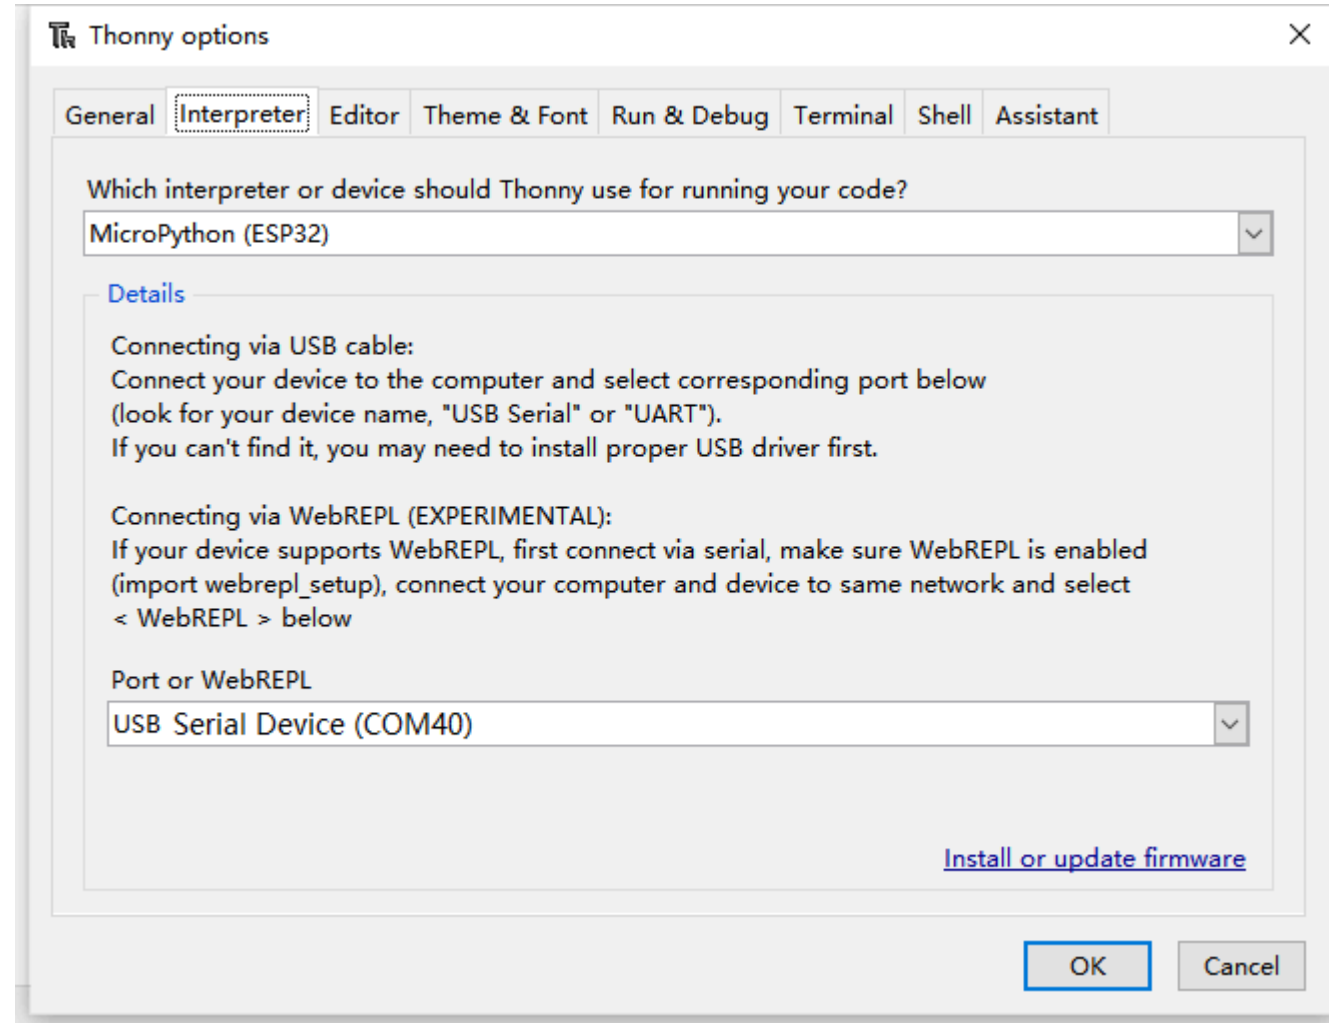 Thonny options
General Interpreter Editor Theme & Font Run & Debug Terminal Shell Assistant
Which interpreter or device should Thonny use for running your code?
MicroPython (ESP32)
Details
Connecting via USB cable:
Connect your device to the computer and select corresponding port below
(look for your device name, "USB Serial" or "UART").
If you can't find it, you may need to install proper USB driver first.
Connecting via WebREPL (EXPERIMENTAL):
If your device supports WebREPL, first connect via serial, make sure WebREPL is enabled
(import webrepl_setup), connect your computer and device to same network and select
< WebREPL > below
Port or WebREPL
USB Serial Device (COM40)
Install or update firmware
OK Cancel